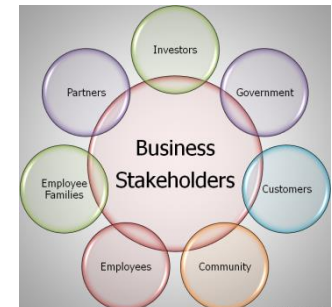 Investors
Partners
Government
Business
Stakeholders
Employee
Families
Customers
Employees
Community